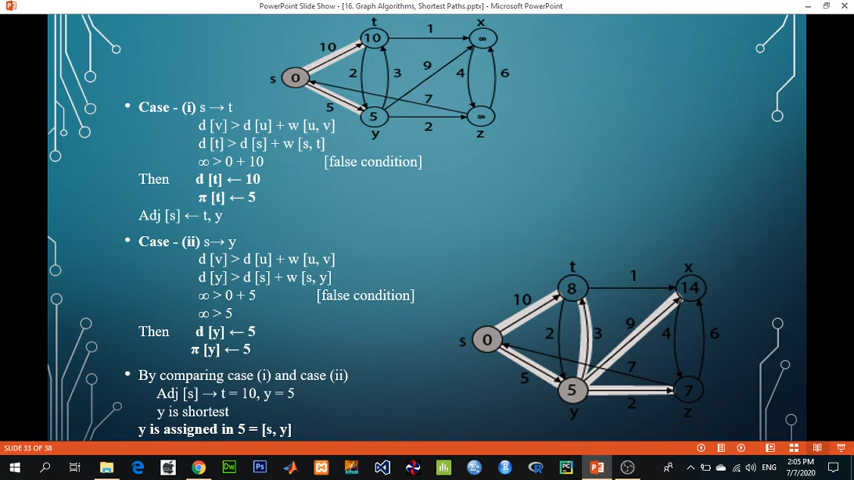 PowerPoint Slide Show - [16. Graph Algorithms, Shortest Paths.pptx] - Microsoft PowerPoint
t
x
1
10
∞
10
9
2
3
4
6
s
0
7
5
5
2
∞
y
z
• Case - (i) s → t
d [v] > d [u] + w [u, v]
d [t] > d [s] + w [s, t]
∞ > 0 + 10 [false condition]
Then d [t] ← 10
π [t] ← 5
Adj [s] ← t, y
• Case - (ii) s→ y
d [v] > d [u] + w [u, v]
d [y] > d [s] + w [s, y]
∞ > 0 + 5 [false condition]
∞ > 5
Then d [y] ← 5
π [y] ← 5
• By comparing case (i) and case (ii)
Adj [s] → t = 10, y = 5
y is shortest
y is assigned in 5 = [s, y]
t
x
1
8
14
10
9
2
3
4
6
s
0
7
5
5
2
7
y
z
SLIDE 33 OF 38
Dw
Ps
R
PC
ENG
2:05 PM
7/7/2020